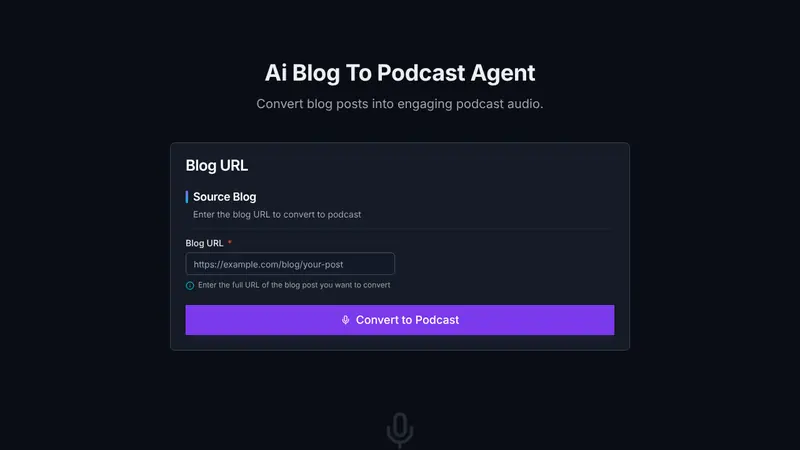 Ai Blog To Podcast Agent
Convert blog posts into engaging podcast audio.
Blog URL
Source Blog
Enter the blog URL to convert to podcast
Blog URL *
https://example.com/blog/your-post
Enter the full URL of the blog post you want to convert
Convert to Podcast